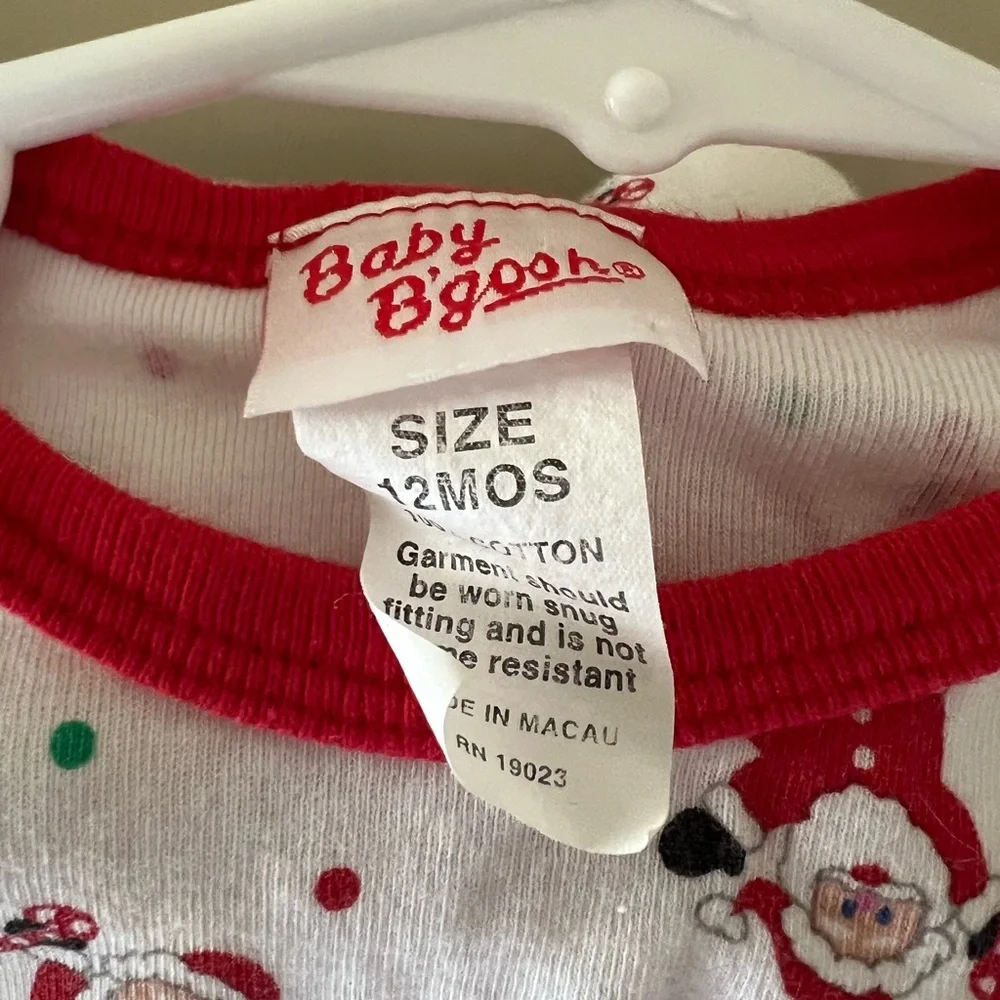 Baby
B'gosh®
SIZE
12MOS
COTTON
Garment should
be worn snug
fitting and is not
resistant
IN MACAU
RN 19023